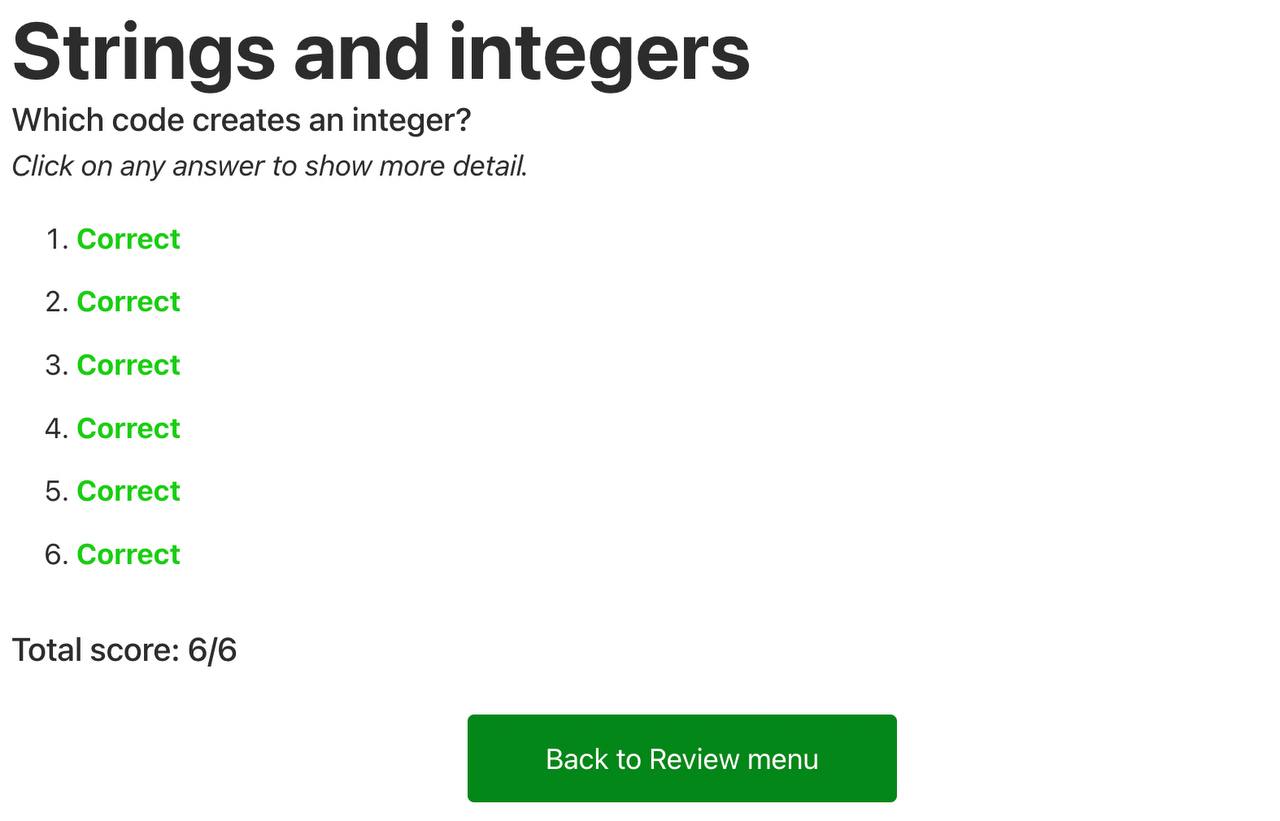 Strings and integers
Which code creates an integer?
Click on any answer to show more detail.
1. Correct
2. Correct
3. Correct
4. Correct
5. Correct
6. Correct
Total score: 6/6
Back to Review menu